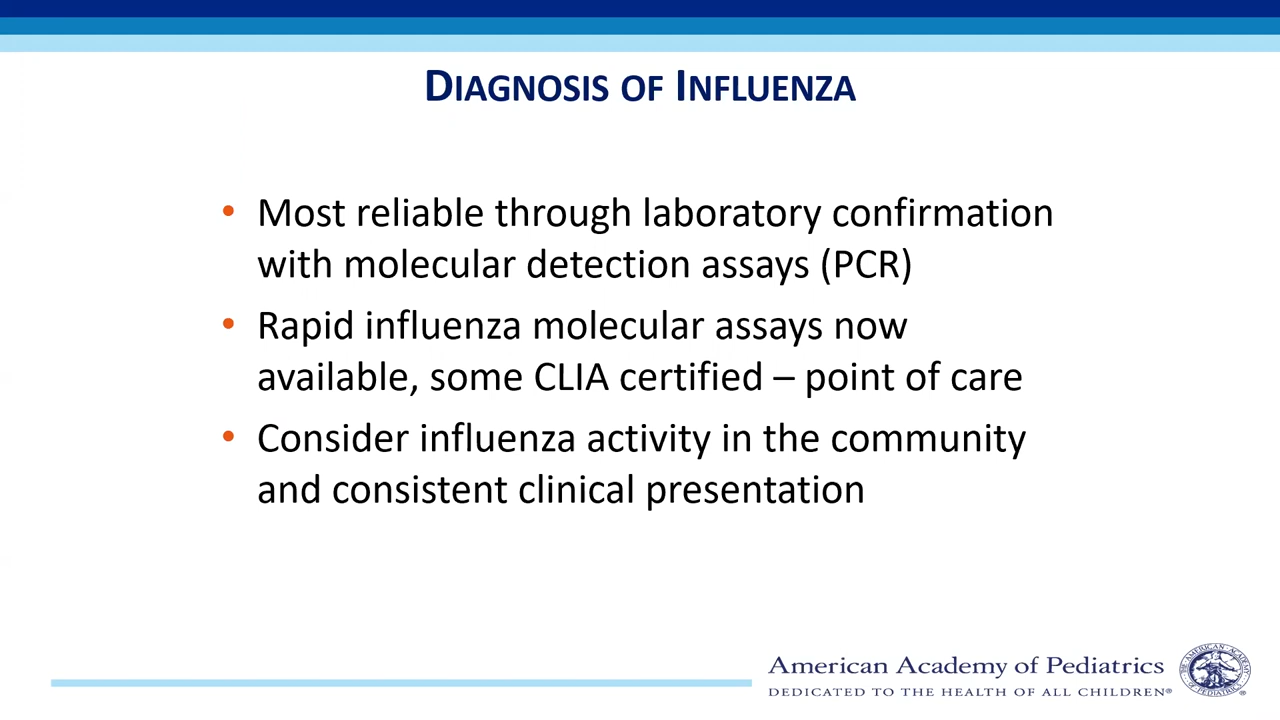 DIAGNOSIS OF INFLUENZA
• Most reliable through laboratory confirmation
with molecular detection assays (PCR)
• Rapid influenza molecular assays now
available, some CLIA certified – point of care
• Consider influenza activity in the community
and consistent clinical presentation
American Academy of Pediatrics
DEDICATED TO THE HEALTH OF ALL CHILDREN®